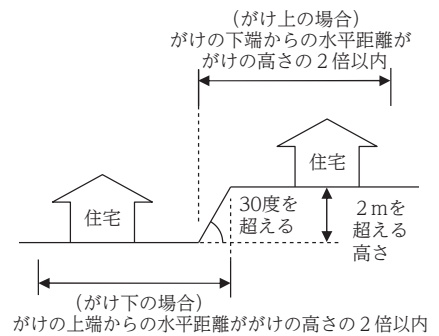 （がけ上の場合）
がけの下端からの水平距離が
がけの高さの２倍以内
住宅
住宅
30度を
超える
２ｍを
超える
高さ
（がけ下の場合）
がけの上端からの水平距離ががけの高さの２倍以内